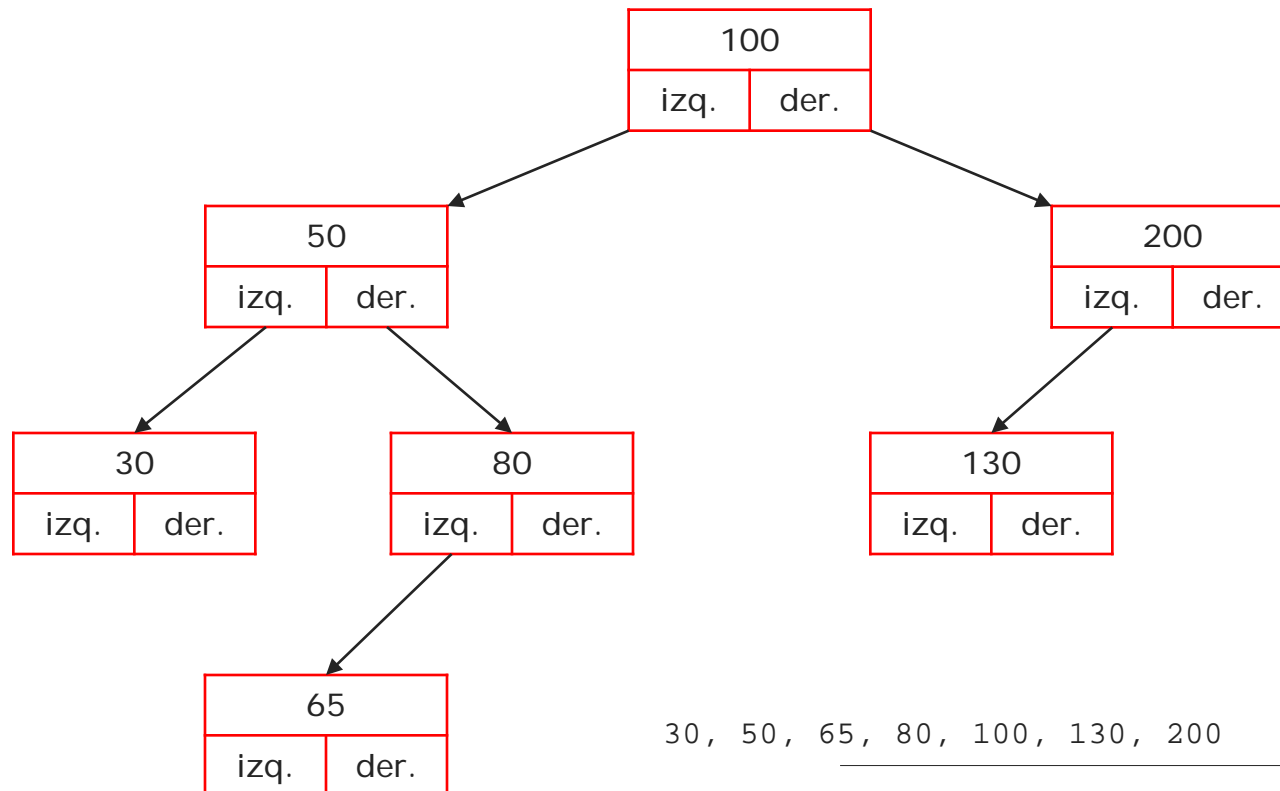 100
izq. der.
50 200
izq. der. izq. der.
30 80 130
izq. der. izq. der. izq. der.
65
izq. der.
30, 50, 65, 80, 100, 130, 200